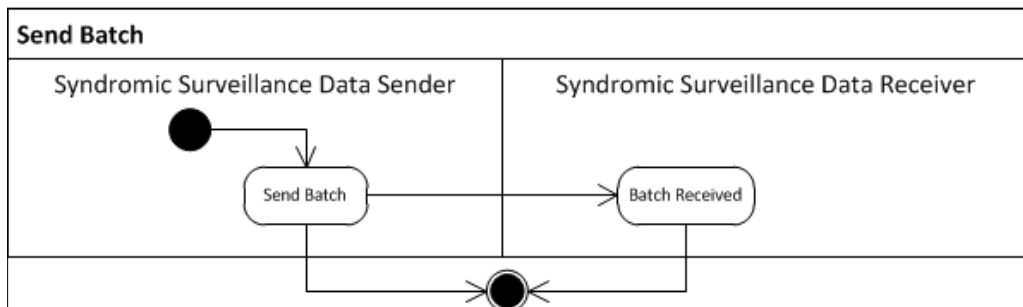 Send Batch
Syndromic Surveillance Data Sender
Syndromic Surveillance Data Receiver
Send Batch
Batch Received